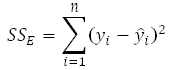 SS_E = \sum_{i=1}^{n} (y_i - \hat{y}_i)^2